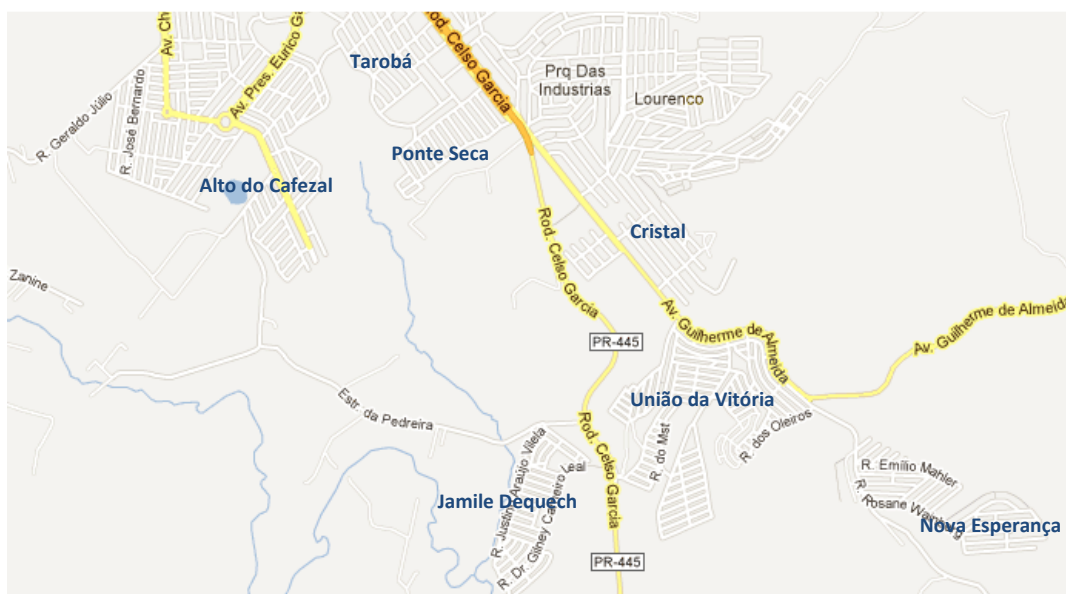 Av. Ch
Av. Pres. Eurico Ga
Rod. Celso Garcia
Tarobá
Prq Das
Industrias
Lourenco
R. Geraldo Júlio
R. José Bernardo
Ponte Seca
Alto do Cafezal
Rod. Celso Garcia
Cristal
Zanine
Av. Guilherme de Almeida
Av. Guilherme de Almeida
PR-445
Estr. da Pedreira
União da Vitória
R. dos Oleiros
R. do Mst
Rod. Celso Garcia
R. Justino Araújo Vilela
Leal
R. Dr. Gilney Carneiro
Jamile Dequech
R. Emílio Mahler
R. Rosane Wainberg
Nova Esperança
PR-445